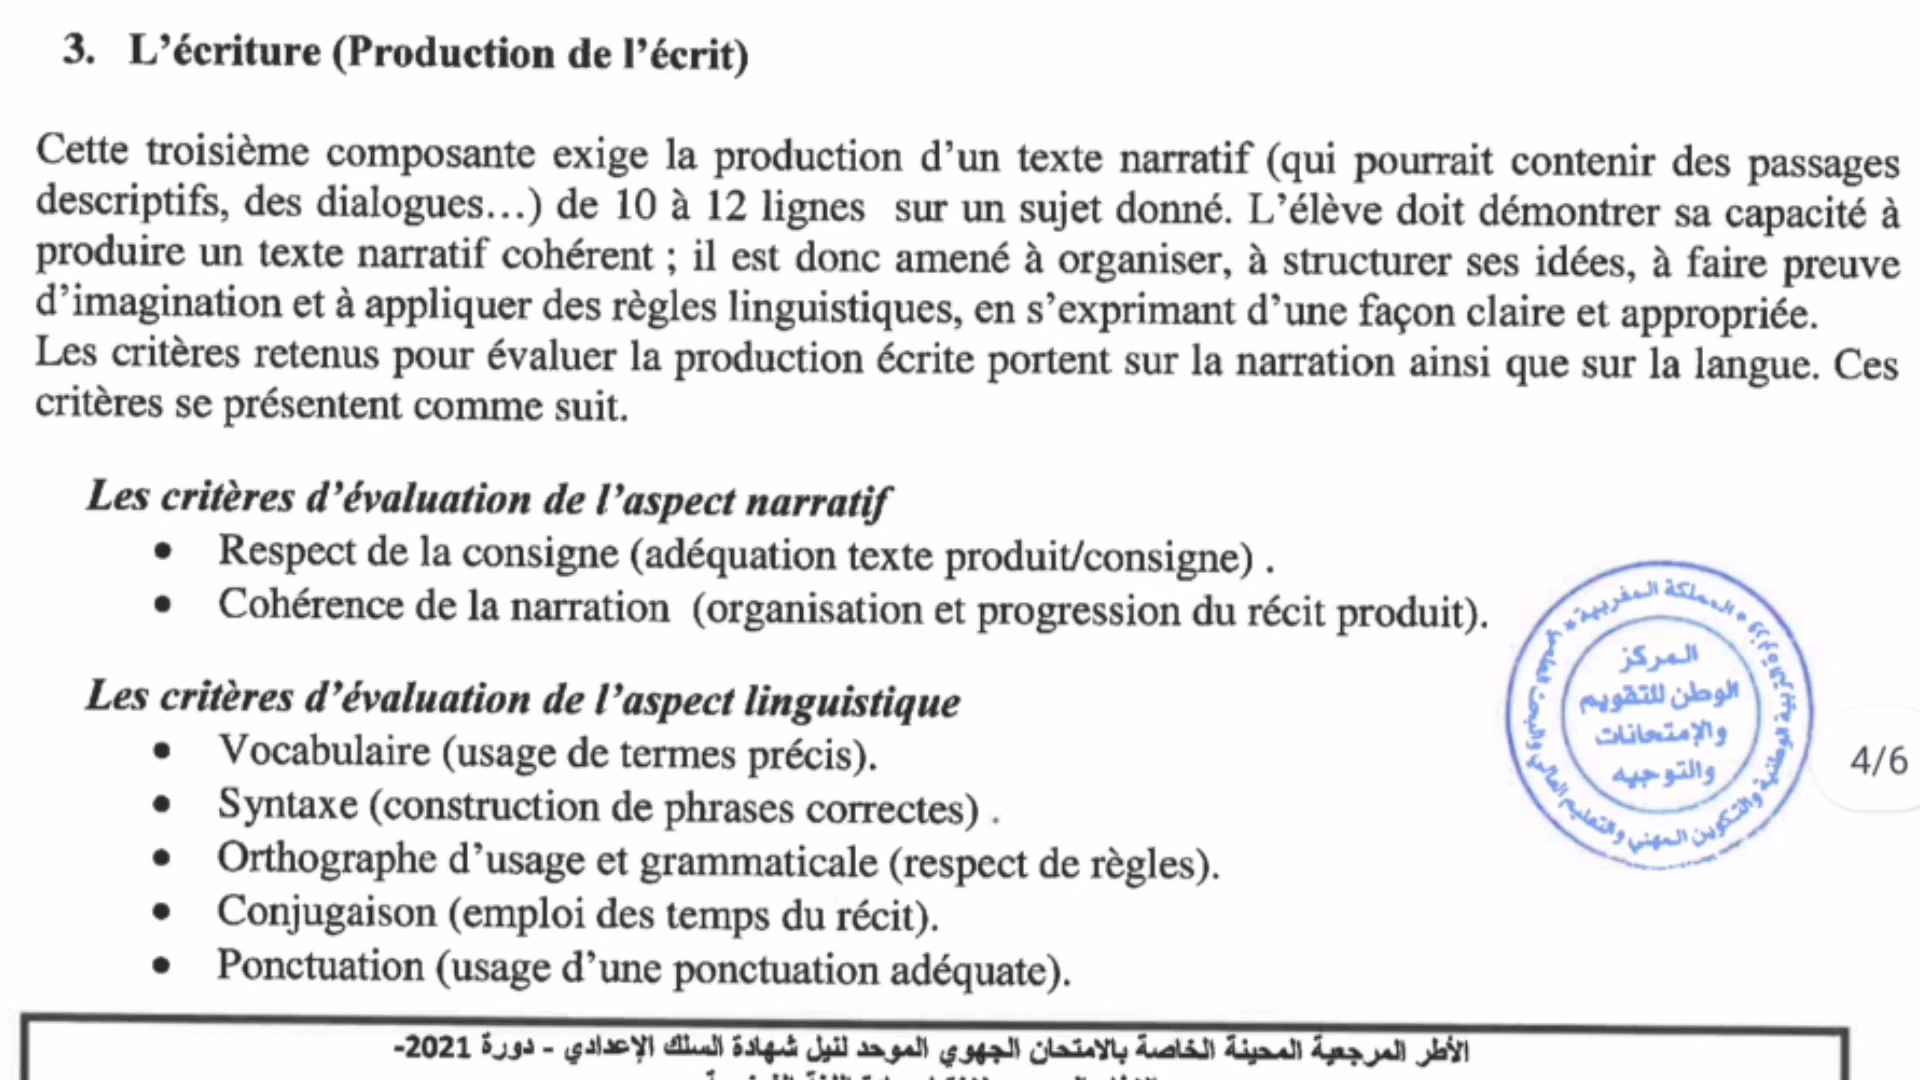 3. L’écriture (Production de l’écrit)
Cette troisième composante exige la production d’un texte narratif (qui pourrait contenir des passages
descriptifs, des dialogues…) de 10 à 12 lignes sur un sujet donné. L’élève doit démontrer sa capacité à
produire un texte narratif cohérent ; il est donc amené à organiser, à structurer ses idées, à faire preuve
d’imagination et à appliquer des règles linguistiques, en s’exprimant d’une façon claire et appropriée.
Les critères retenus pour évaluer la production écrite portent sur la narration ainsi que sur la langue. Ces
critères se présentent comme suit.
Les critères d’évaluation de l’aspect narratif
• Respect de la consigne (adéquation texte produit/consigne) .
• Cohérence de la narration (organisation et progression du récit produit).
Les critères d’évaluation de l’aspect linguistique
• Vocabulaire (usage de termes précis).
• Syntaxe (construction de phrases correctes) .
• Orthographe d’usage et grammaticale (respect de règles).
• Conjugaison (emploi des temps du récit).
• Ponctuation (usage d’une ponctuation adéquate).
المملكة المغربية
المركز
الوطني للتقويم
والامتحانات
والتوجيه
4/6
الأطر المرجعية المحينة الخاصة بالامتحان الجهوي الموحد لنيل شهادة السلك الإعدادي - دورة 2021-